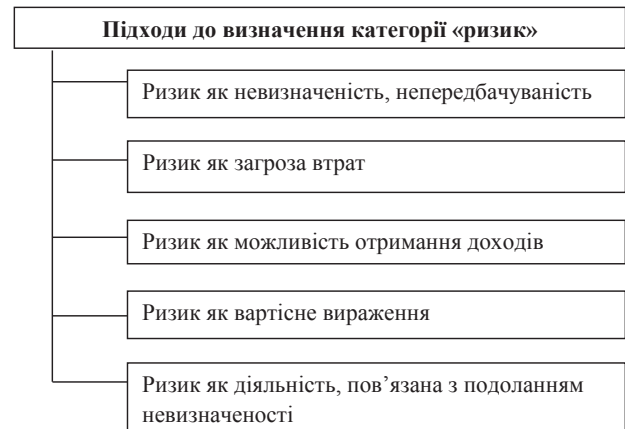 Підходи до визначення категорії «ризик»
Ризик як невизначеність, непередбачуваність
Ризик як загроза втрат
Ризик як можливість отримання доходів
Ризик як вартісне вираження
Ризик як діяльність, пов’язана з подоланням
невизначеності